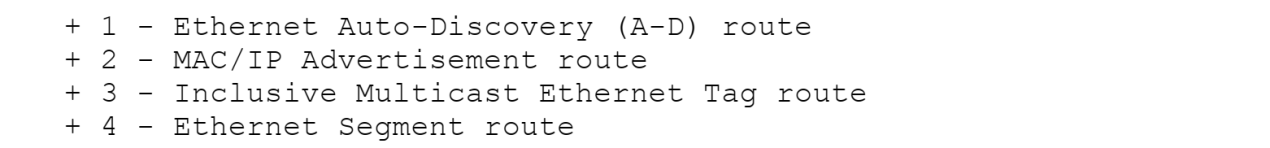 + 1 - Ethernet Auto-Discovery (A-D) route
+ 2 - MAC/IP Advertisement route
+ 3 - Inclusive Multicast Ethernet Tag route
+ 4 - Ethernet Segment route